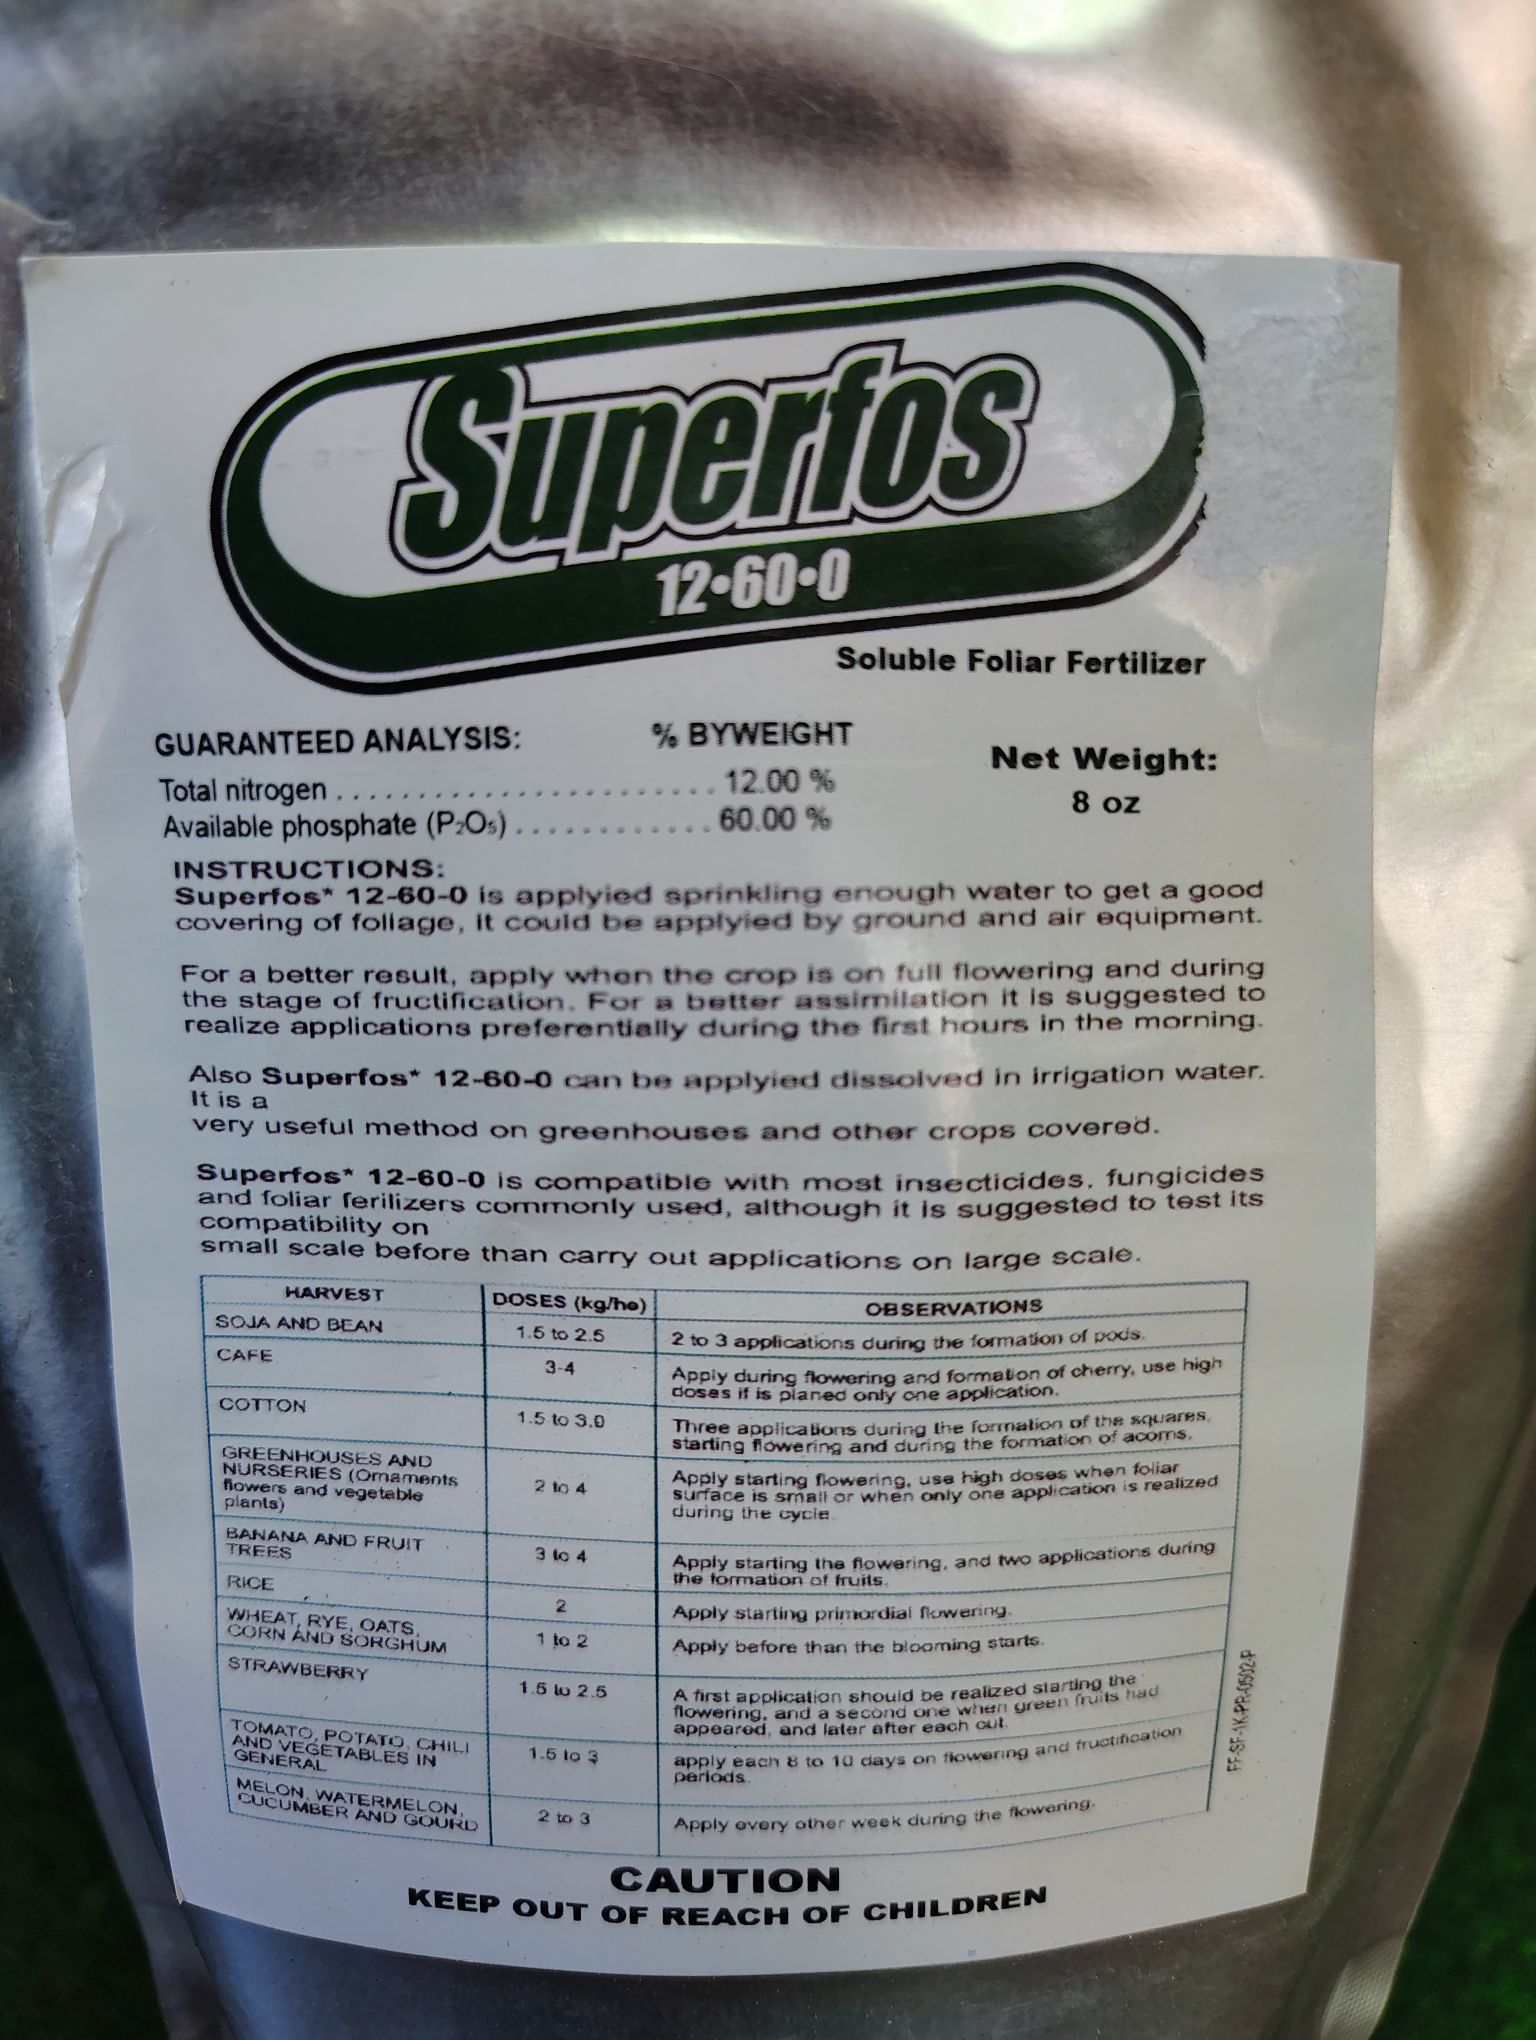 Superfos
12•60•0
Soluble Foliar Fertilizer
GUARANTEED ANALYSIS: % BYWEIGHT
Net Weight:
8 oz
Total nitrogen ........................ 12.00 %
Available phosphate (P₂O₅) ............ 60.00 %
INSTRUCTIONS:
Superfos* 12-60-0 is applyied sprinkling enough water to get a good
covering of foliage, it could be applyied by ground and air equipment.
For a better result, apply when the crop is on full flowering and during
the stage of fructification. For a better assimilation it is suggested to
realize applications preferentially during the first hours in the morning.
Also Superfos* 12-60-0 can be applyied dissolved in irrigation water.
It is a
very useful method on greenhouses and other crops covered.
Superfos* 12-60-0 is compatible with most insecticides, fungicides
and foliar ferilizers commonly used, although it is suggested to test its
compatibility on
small scale before than carry out applications on large scale.
HARVEST DOSES (kg/he) OBSERVATIONS
SOJA AND BEAN 1.5 to 2.5 2 to 3 applications during the formation of pods.
CAFE 3-4 Apply during flowering and formation of cherry, use high
doses if is planed only one application.
COTTON 1.5 to 3.0 Three applications during the formation of the squares,
starting flowering and during the formation of acorns.
GREENHOUSES AND
NURSERIES (Ornaments
flowers and vegetable
plants)
2 to 4
Apply starting flowering, use high doses when foliar
surface is small or when only one application is realized
during the cycle.
BANANA AND FRUIT
TREES
3 to 4
Apply starting the flowering, and two applications during
the formation of fruits.
RICE 2 Apply starting primordial flowering.
WHEAT, RYE, OATS,
CORN AND SORGHUM
1 to 2
Apply before than the blooming starts.
STRAWBERRY 1.5 to 2.5 A first application should be realized starting the
flowering, and a second one when green fruits had
appeared, and later after each cut.
TOMATO, POTATO, CHILI
AND VEGETABLES IN
GENERAL
1.5 to 3
apply each 8 to 10 days on flowering and fructification
periods.
MELON, WATERMELON,
CUCUMBER AND GOURD
2 to 3
Apply every other week during the flowering.
FF-SF-1K-PR-0502-P
CAUTION
KEEP OUT OF REACH OF CHILDREN